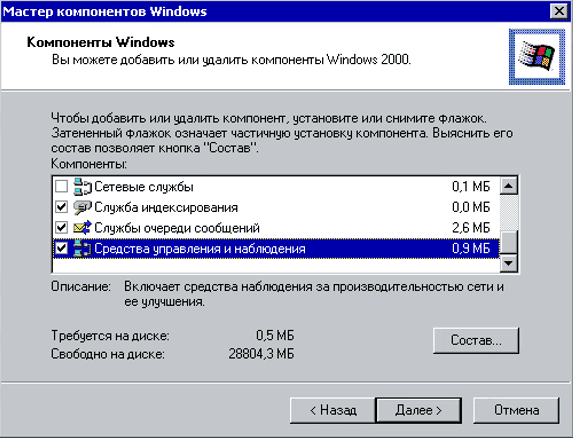 Мастер компонентов Windows
Компоненты Windows
Вы можете добавить или удалить компоненты Windows 2000.
Чтобы добавить или удалить компонент, установите или снимите флажок.
Затененный флажок означает частичную установку компонента. Выяснить его
состав позволяет кнопка "Состав".
Компоненты:
Сетевые службы 0,1 МБ
Служба индексирования 0,0 МБ
Службы очереди сообщений 2,6 МБ
Средства управления и наблюдения 0,9 МБ
Описание: Включает средства наблюдения за производительностью сети и
ее улучшения.
Требуется на диске: 0,5 МБ
Свободно на диске: 28804,3 МБ
Состав...
< Назад Далее > Отмена